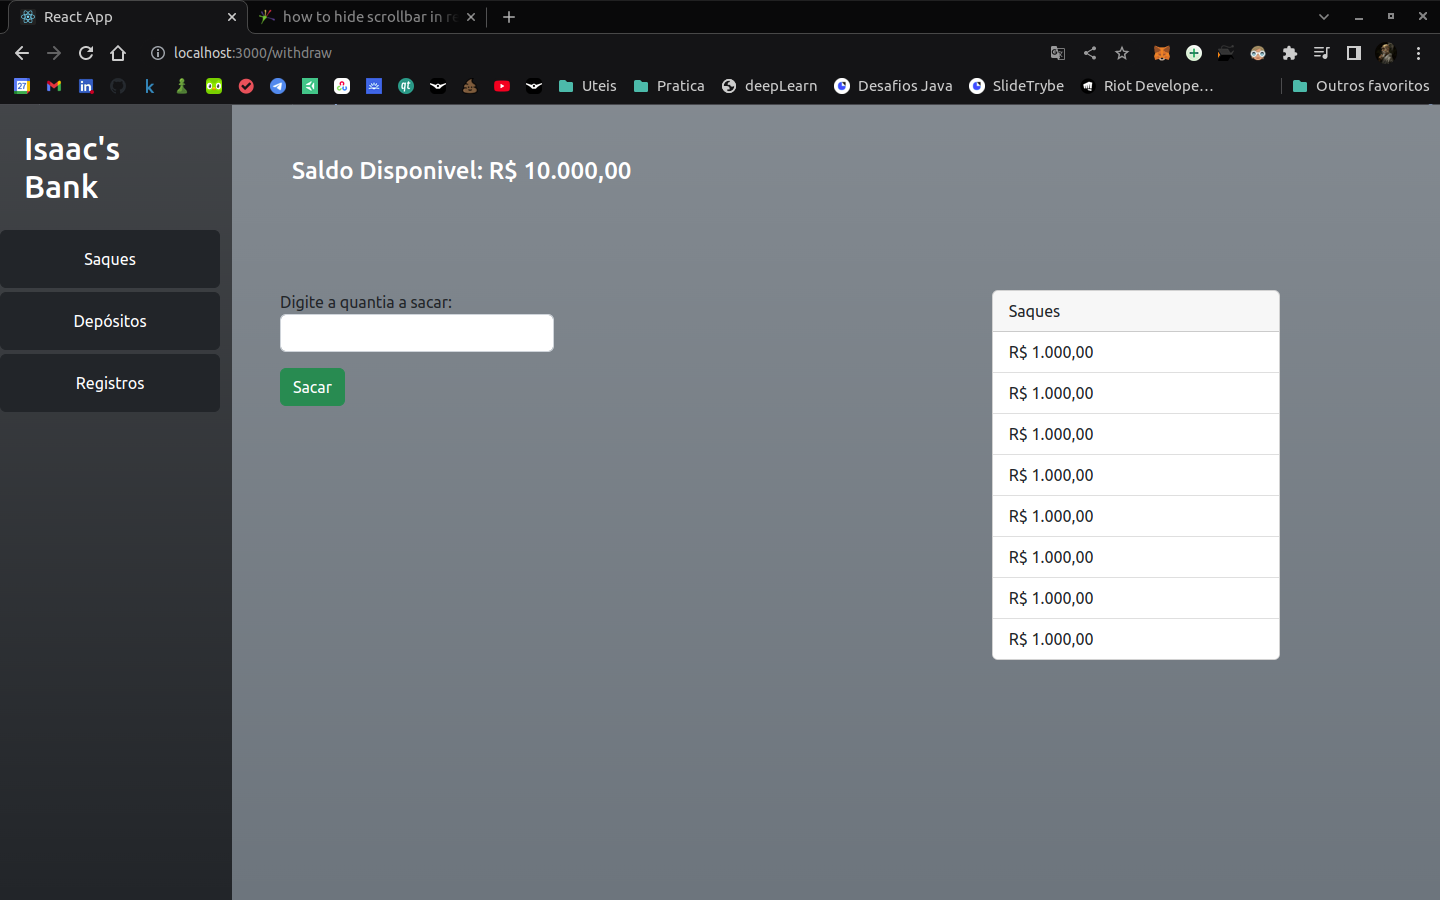 React App
how to hide scrollbar in re
localhost:3000/withdraw
27
Uteis
Pratica
deepLearn
Desafios Java
SlideTrybe
Riot Develope…
Outros favoritos
Isaac's
Bank
Saques
Depósitos
Registros
Saldo Disponivel: R$ 10.000,00
Digite a quantia a sacar:
Sacar
Saques
R$ 1.000,00
R$ 1.000,00
R$ 1.000,00
R$ 1.000,00
R$ 1.000,00
R$ 1.000,00
R$ 1.000,00
R$ 1.000,00